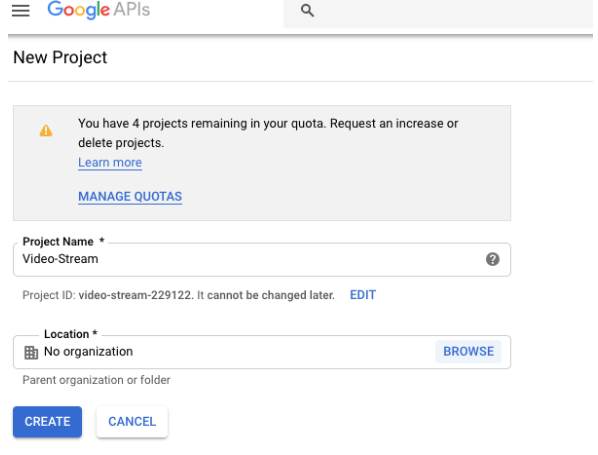 Google APIs
New Project
You have 4 projects remaining in your quota. Request an increase or
delete projects.
Learn more
MANAGE QUOTAS
Project Name *
Video-Stream
Project ID: video-stream-229122. It cannot be changed later. EDIT
Location *
No organization BROWSE
Parent organization or folder
CREATE CANCEL